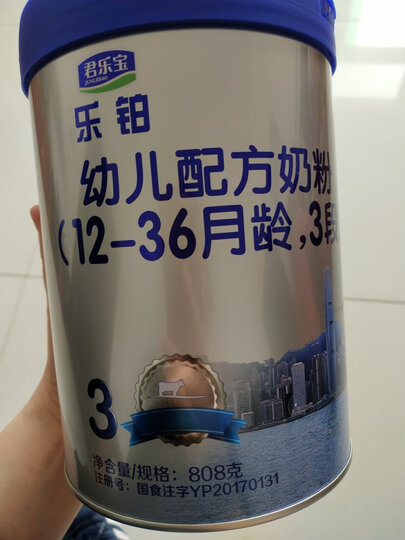 君乐宝
JUNLEBAO
乐铂
幼儿配方奶粉
(12-36月龄,3段
3
净含量/规格：808克
注册号：国食注字YP20170131